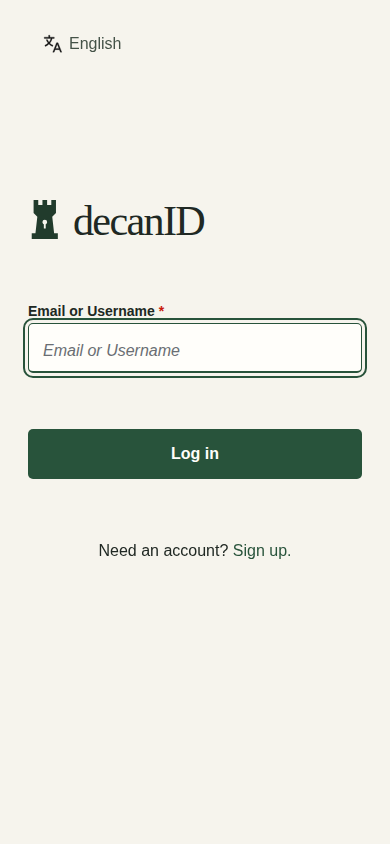 English
decanID
Email or Username *
Email or Username
Log in
Need an account? Sign up.